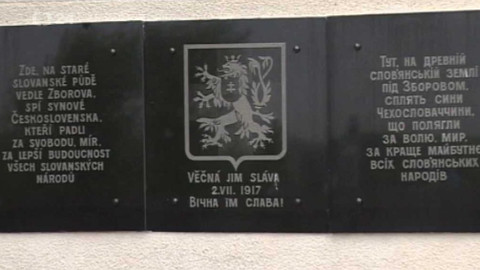 ZDE, NA STARÉ
SLOVANSKÉ PŮDĚ
VEDLE ZBOROVA,
SPÍ SYNOVÉ
ČESKOSLOVENSKA,
KTEŘÍ PADLI
ZA SVOBODU, MÍR,
ZA LEPŠÍ BUDOUCNOST
VŠECH SLOVANSKÝCH
NÁRODŮ
VĚČNÁ JIM SLÁVA
2.VII. 1917
ВІЧНА ЇМ СЛАВА!
ТУТ, НА ДРЕВНІЙ
СЛОВ'ЯНСЬКІЙ ЗЕМЛІ
ПІД ЗБОРОВОМ,
СПЛЯТЬ СИНИ
ЧЕХОСЛОВАЧЧИНИ,
ЩО ПОЛЯГЛИ
ЗА ВОЛЮ, МИР,
ЗА КРАЩЕ МАЙБУТНЄ
ВСІХ СЛОВ'ЯНСЬКИХ
НАРОДІВ